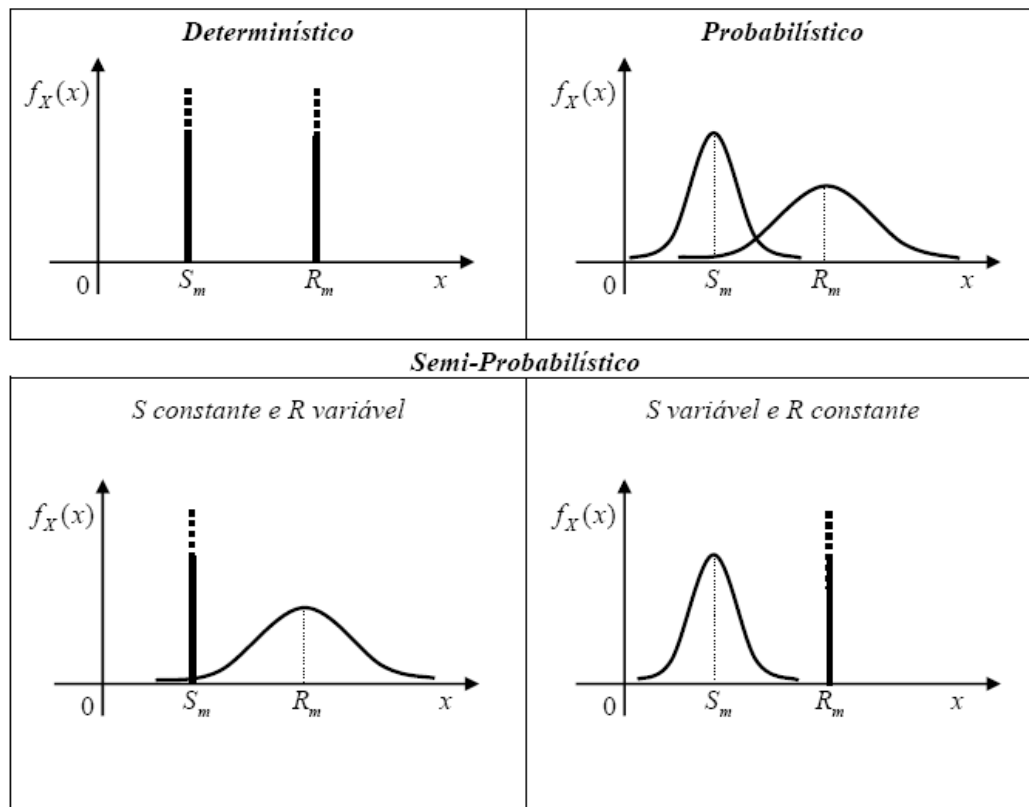 Determinístico
Probabilístico
f_X(x)
0
S_m
R_m
x
f_X(x)
0
S_m
R_m
x
Semi-Probabilístico
S constante e R variável
S variável e R constante
f_X(x)
0
S_m
R_m
x
f_X(x)
0
S_m
R_m
x